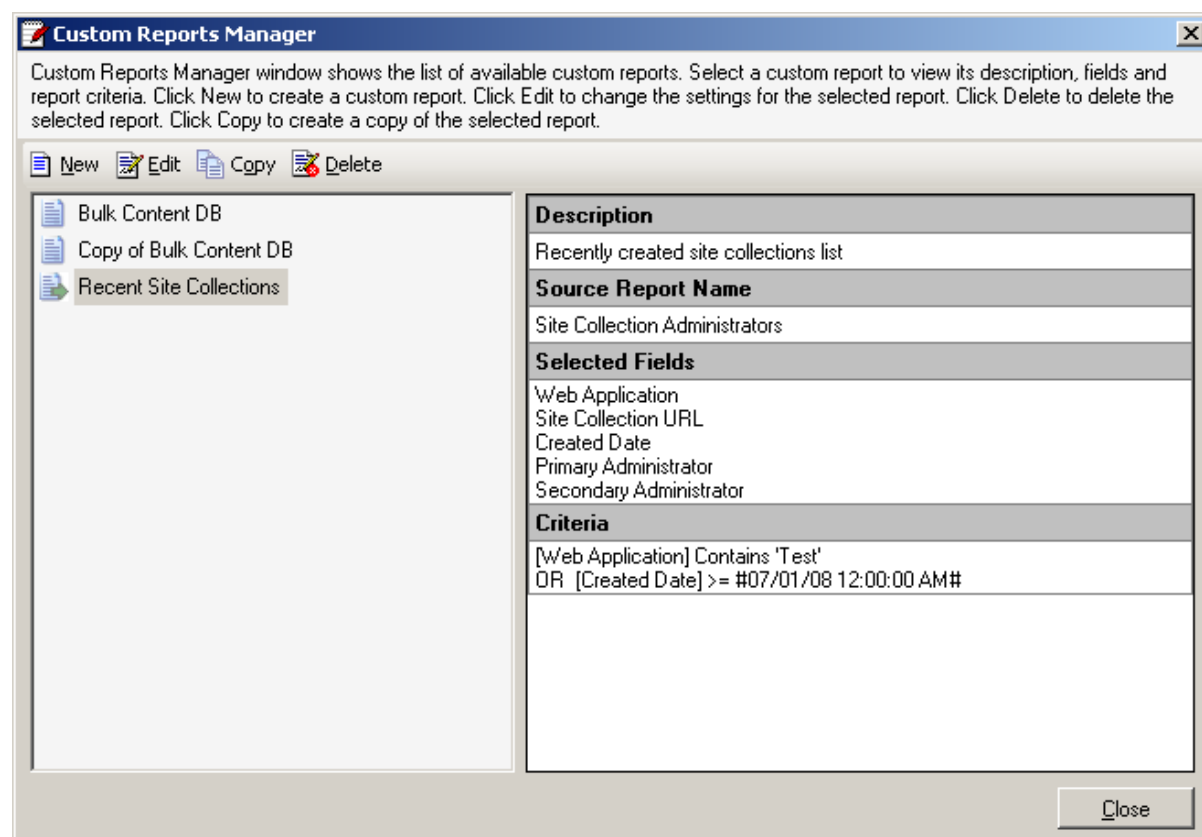 Custom Reports Manager
Custom Reports Manager window shows the list of available custom reports. Select a custom report to view its description, fields and
report criteria. Click New to create a custom report. Click Edit to change the settings for the selected report. Click Delete to delete the
selected report. Click Copy to create a copy of the selected report.
New Edit Copy Delete
Bulk Content DB
Copy of Bulk Content DB
Recent Site Collections
Description
Recently created site collections list
Source Report Name
Site Collection Administrators
Selected Fields
Web Application
Site Collection URL
Created Date
Primary Administrator
Secondary Administrator
Criteria
[Web Application] Contains 'Test'
OR [Created Date] >= #07/01/08 12:00:00 AM#
Close